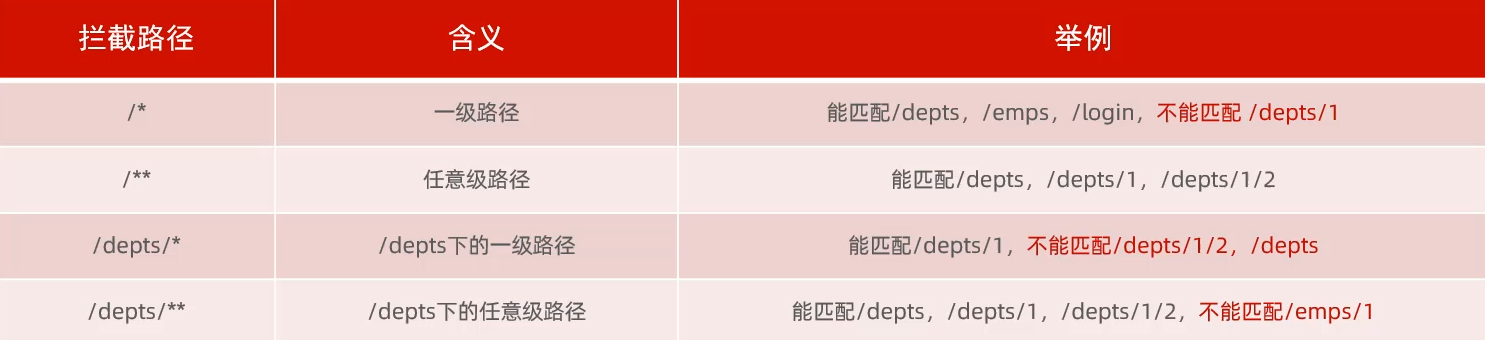 拦截路径 含义 举例
/* 一级路径 能匹配/depts，/emps，/login，不能匹配 /depts/1
/** 任意级路径 能匹配/depts，/depts/1，/depts/1/2
/depts/* /depts下的一级路径 能匹配/depts/1，不能匹配/depts/1/2，/depts
/depts/** /depts下的任意级路径 能匹配/depts，/depts/1，/depts/1/2，不能匹配/emps/1